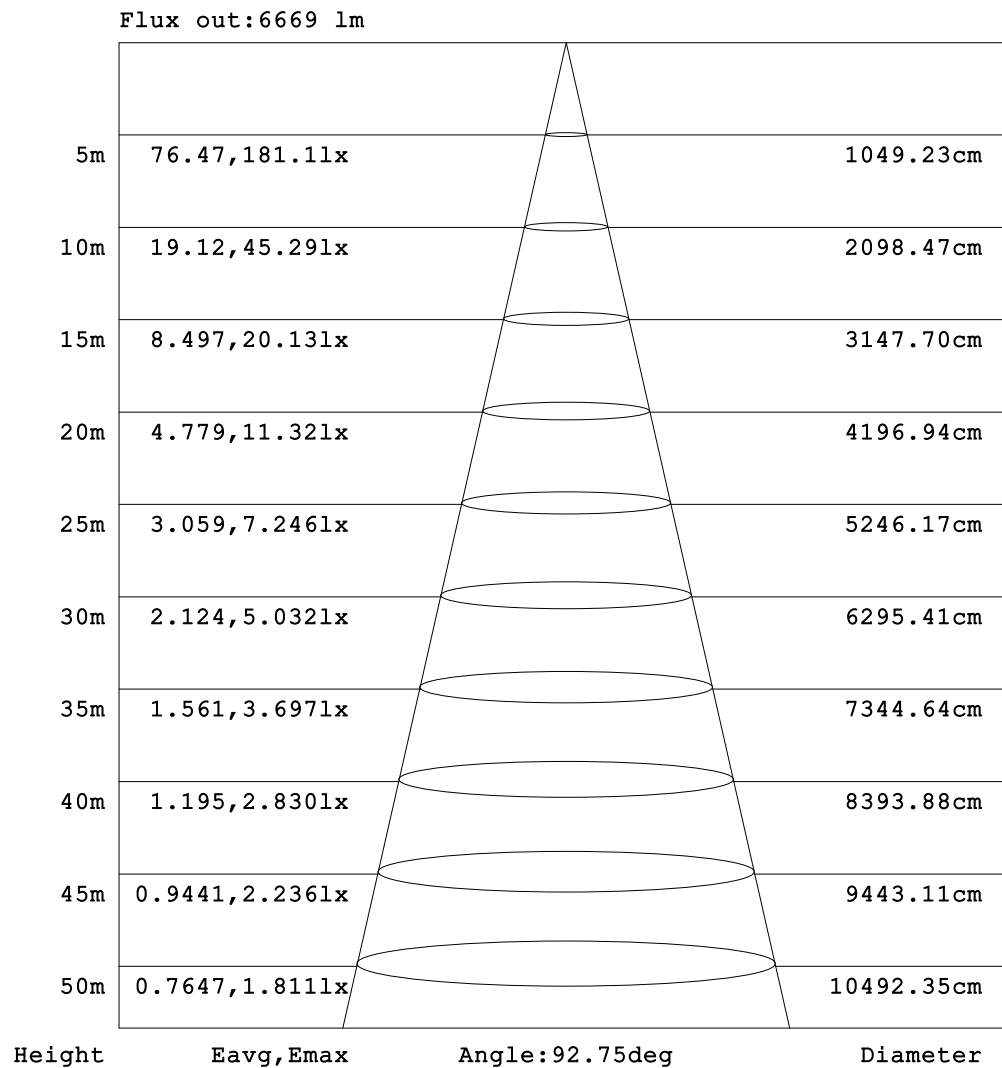 Flux out:6669 lm
5m 76.47,181.1lx 1049.23cm
10m 19.12,45.29lx 2098.47cm
15m 8.497,20.13lx 3147.70cm
20m 4.779,11.32lx 4196.94cm
25m 3.059,7.246lx 5246.17cm
30m 2.124,5.032lx 6295.41cm
35m 1.561,3.697lx 7344.64cm
40m 1.195,2.830lx 8393.88cm
45m 0.9441,2.236lx 9443.11cm
50m 0.7647,1.811lx 10492.35cm
Height Eavg,Emax Angle:92.75deg Diameter